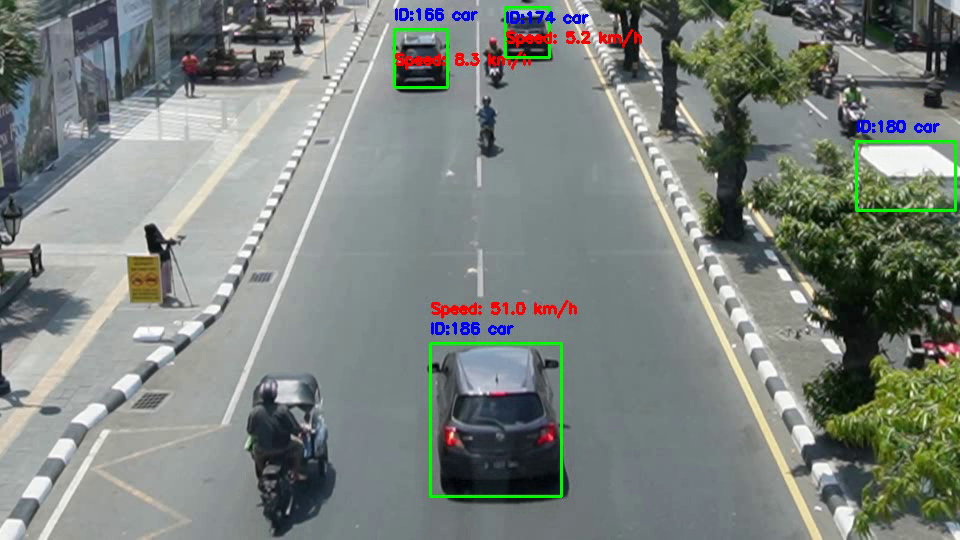 ID:166 car
ID:174 car
Speed: 5.2 km/h
Speed: 8.3 km/h
ID:180 car
Speed: 51.0 km/h
ID:186 car